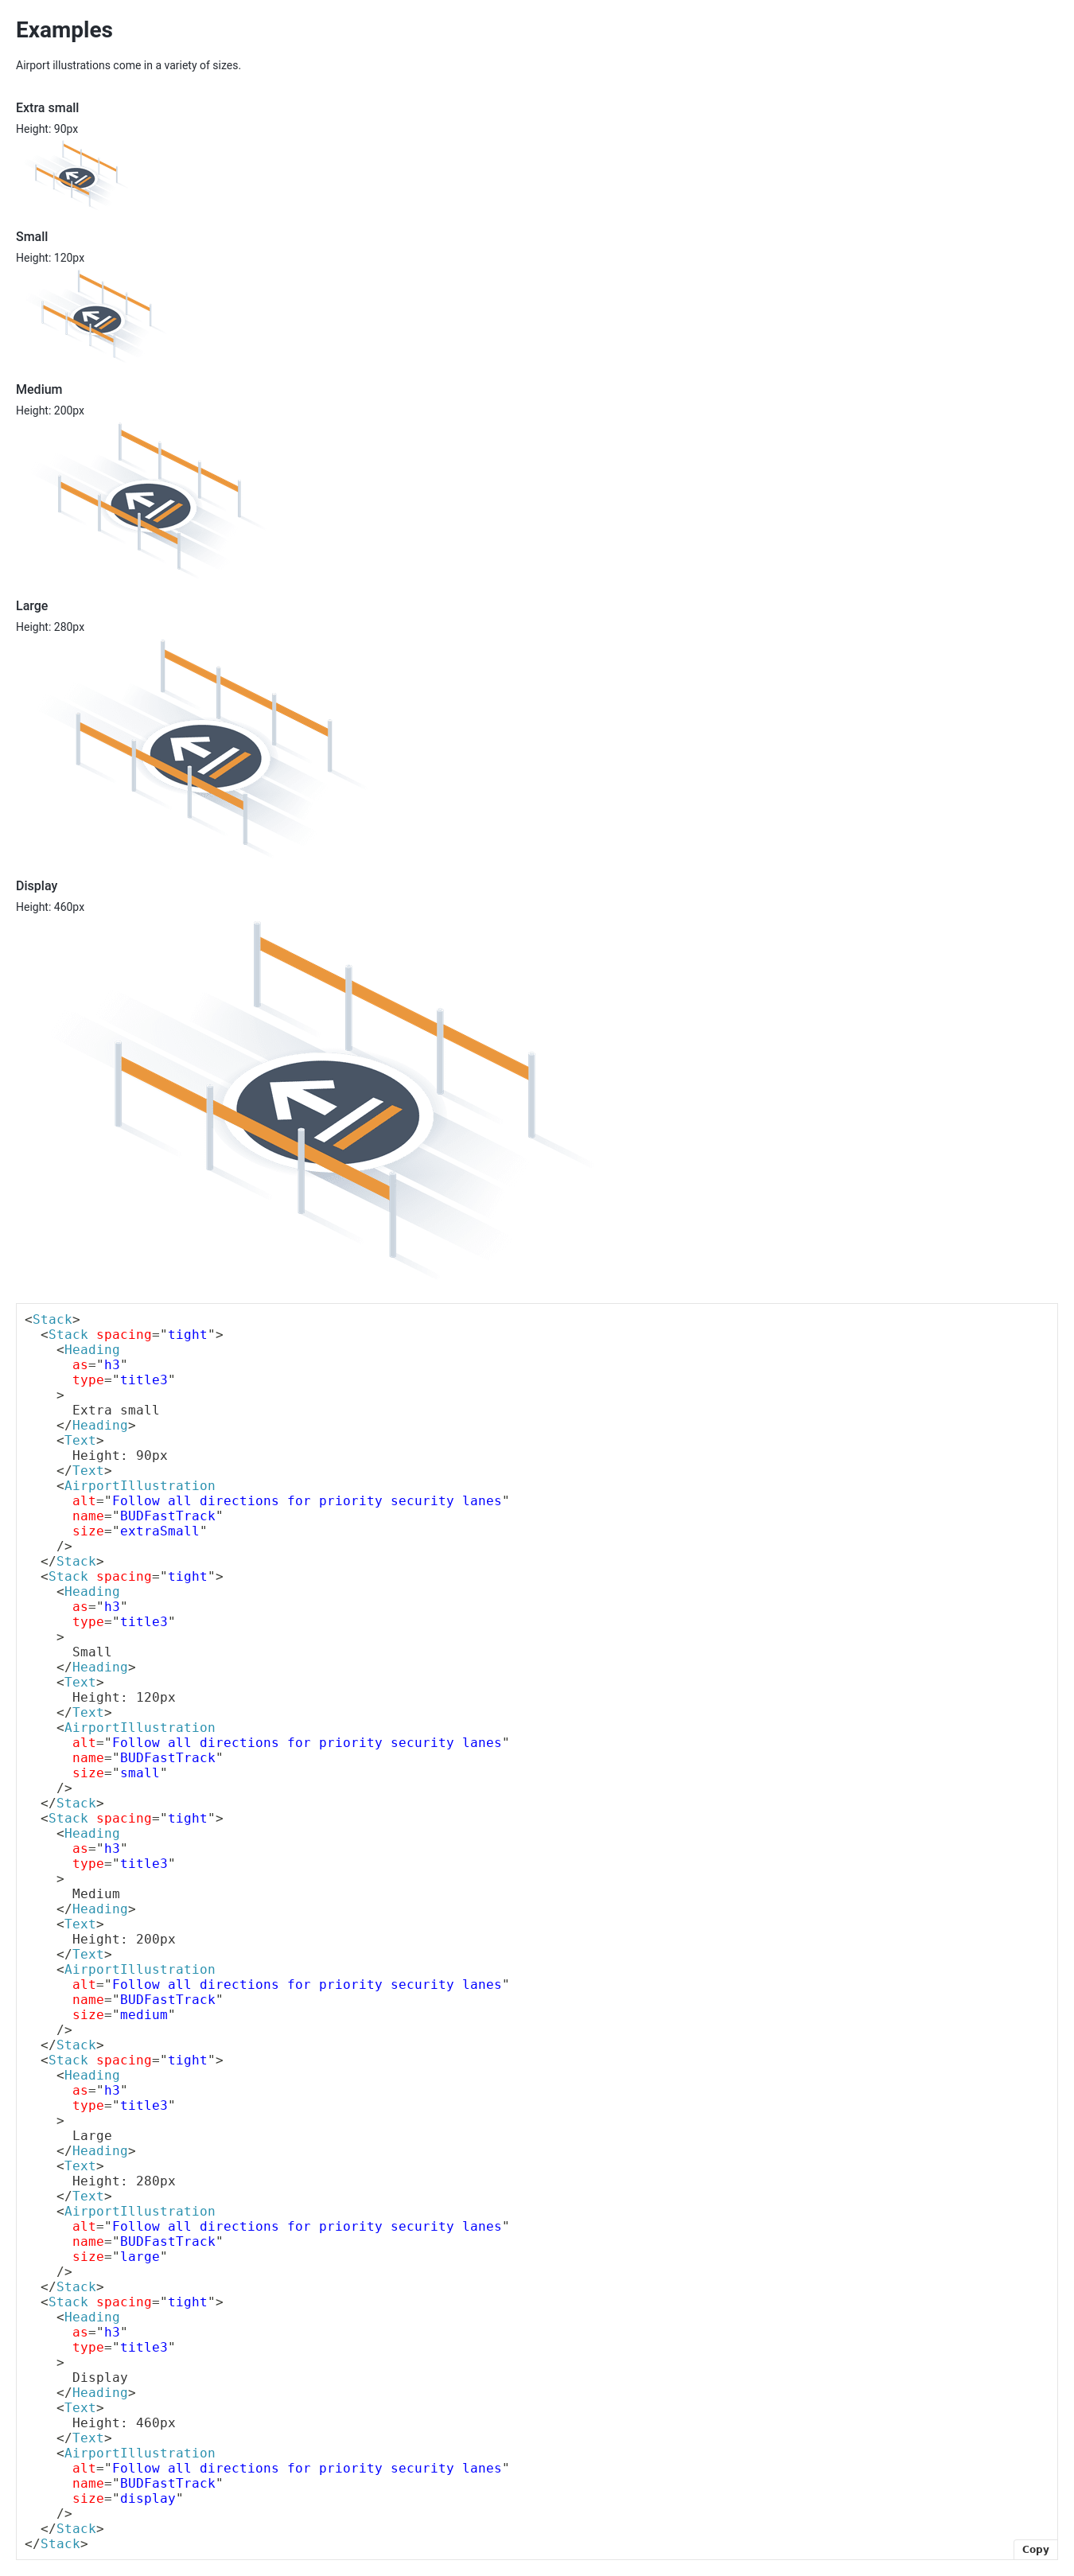 Examples
Airport illustrations come in a variety of sizes.
Extra small
Height: 90px
Small
Height: 120px
Medium
Height: 200px
Large
Height: 280px
Display
Height: 460px
<Stack>
  <Stack spacing="tight">
    <Heading
      as="h3"
      type="title3"
    >
      Extra small
    </Heading>
    <Text>
      Height: 90px
    </Text>
    <AirportIllustration
      alt="Follow all directions for priority security lanes"
      name="BUDFastTrack"
      size="extraSmall"
    />
  </Stack>
  <Stack spacing="tight">
    <Heading
      as="h3"
      type="title3"
    >
      Small
    </Heading>
    <Text>
      Height: 120px
    </Text>
    <AirportIllustration
      alt="Follow all directions for priority security lanes"
      name="BUDFastTrack"
      size="small"
    />
  </Stack>
  <Stack spacing="tight">
    <Heading
      as="h3"
      type="title3"
    >
      Medium
    </Heading>
    <Text>
      Height: 200px
    </Text>
    <AirportIllustration
      alt="Follow all directions for priority security lanes"
      name="BUDFastTrack"
      size="medium"
    />
  </Stack>
  <Stack spacing="tight">
    <Heading
      as="h3"
      type="title3"
    >
      Large
    </Heading>
    <Text>
      Height: 280px
    </Text>
    <AirportIllustration
      alt="Follow all directions for priority security lanes"
      name="BUDFastTrack"
      size="large"
    />
  </Stack>
  <Stack spacing="tight">
    <Heading
      as="h3"
      type="title3"
    >
      Display
    </Heading>
    <Text>
      Height: 460px
    </Text>
    <AirportIllustration
      alt="Follow all directions for priority security lanes"
      name="BUDFastTrack"
      size="display"
    />
  </Stack>
</Stack>
Copy